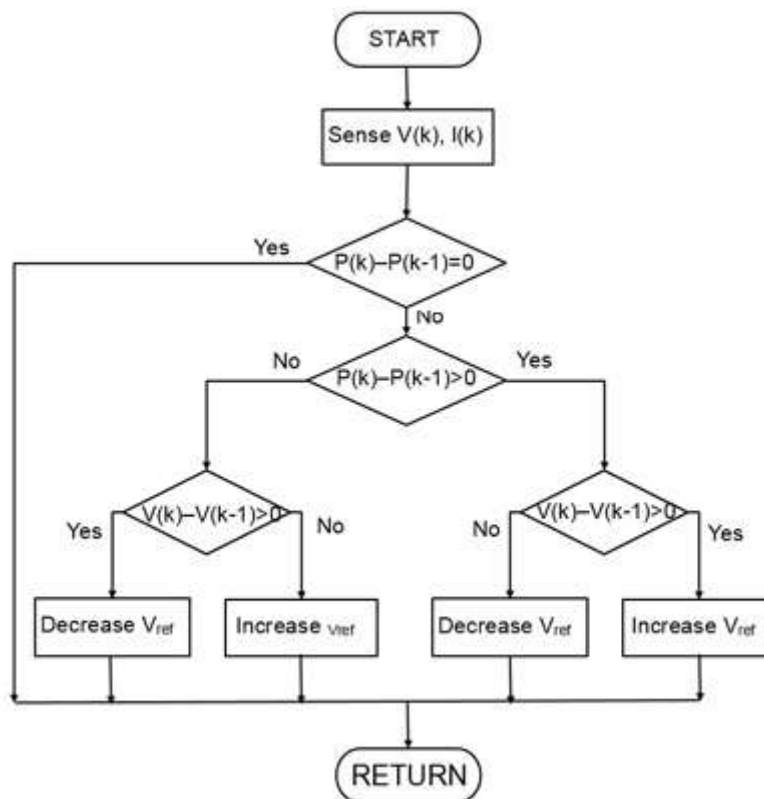 START
Sense V(k), I(k)
Yes
P(k)–P(k-1)=0
No
No
P(k)–P(k-1)>0
Yes
Yes
V(k)–V(k-1)>0
No
No
V(k)–V(k-1)>0
Yes
Decrease Vref
Increase Vref
Decrease Vref
Increase Vref
RETURN